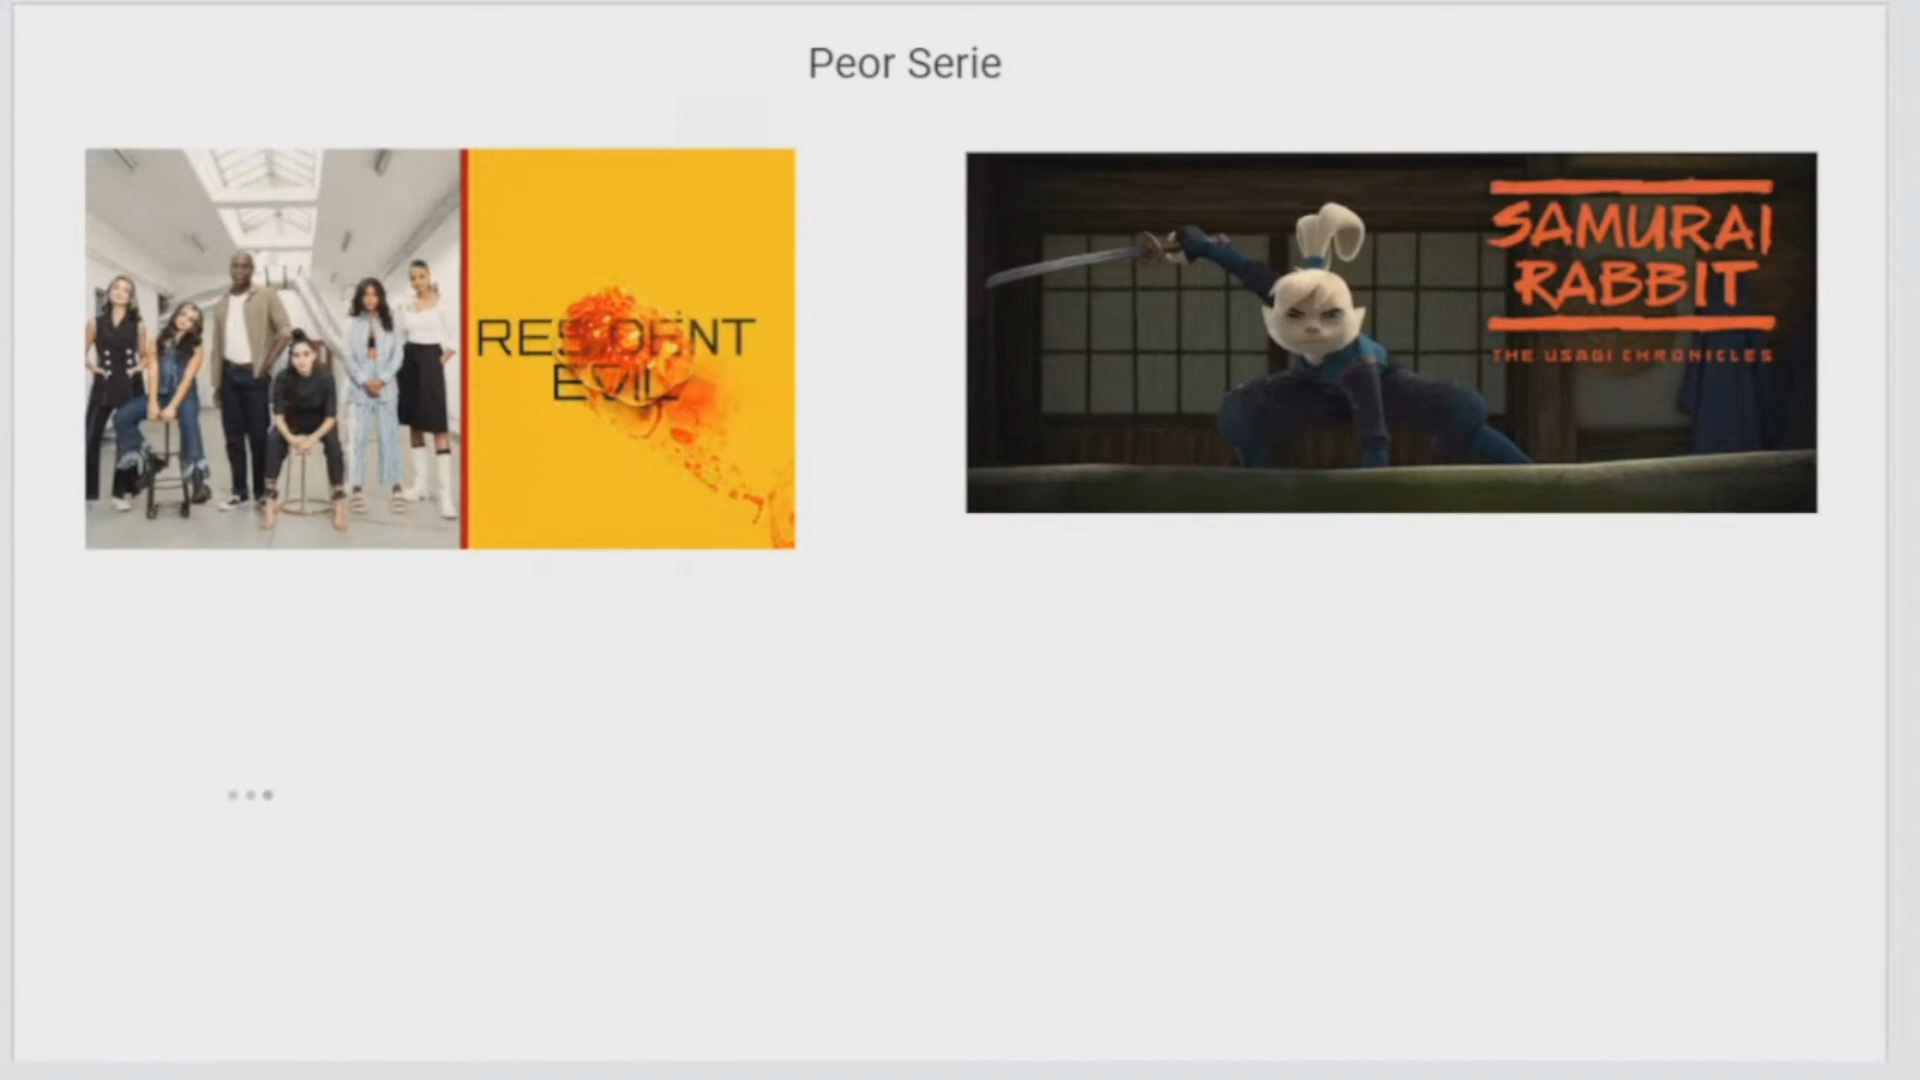 Peor Serie
RESIDENT
EVIL
SAMURAI
RABBIT
THE USAGI CHRONICLES